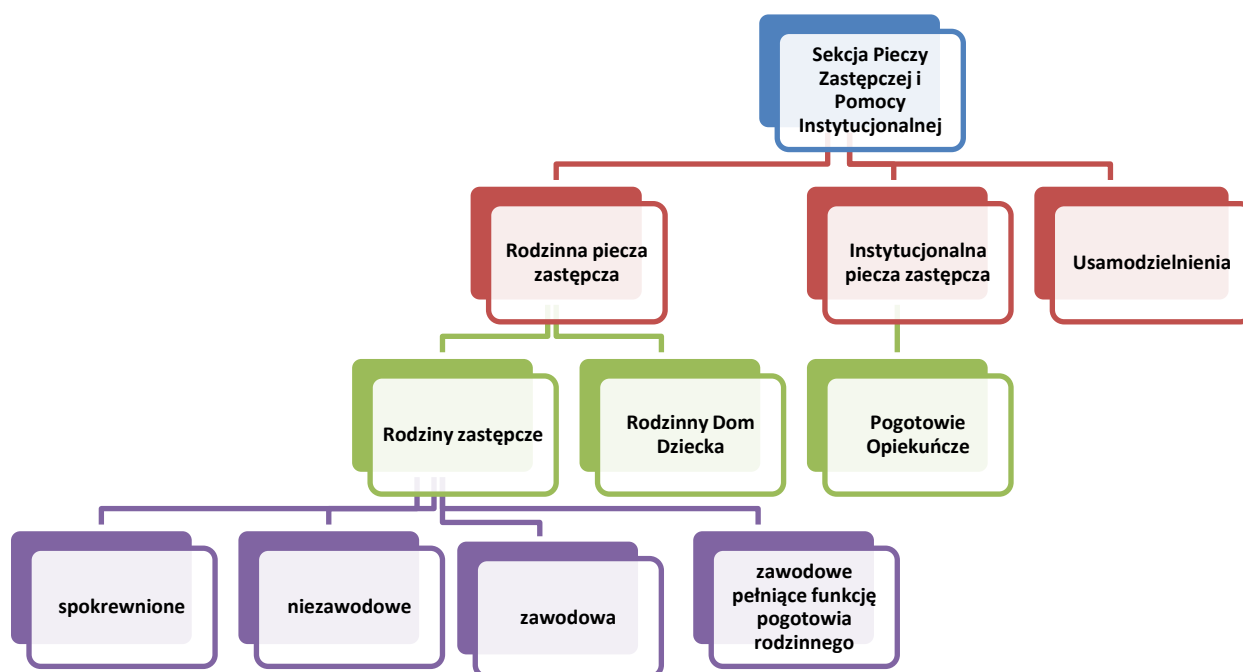 Sekcja Pieczy
Zastępczej i
Pomocy
Instytucjonalnej
Rodzinna piecza
zastępcza
Instytucjonalna
piecza zastępcza
Usamodzielnienia
Rodziny zastępcze
Rodzinny Dom
Dziecka
Pogotowie
Opiekuńcze
spokrewnione
niezawodowe
zawodowa
zawodowe
pełniące funkcję
pogotowia
rodzinnego